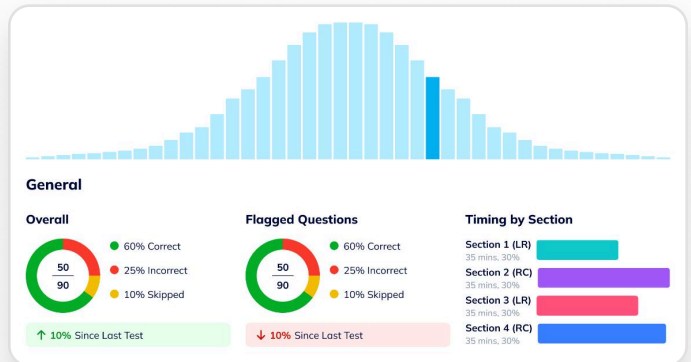 General
Overall
50
90
60% Correct
25% Incorrect
10% Skipped
↑ 10% Since Last Test
Flagged Questions
50
90
60% Correct
25% Incorrect
10% Skipped
↓ 10% Since Last Test
Timing by Section
Section 1 (LR)
35 mins, 30%
Section 2 (RC)
35 mins, 30%
Section 3 (LR)
35 mins, 30%
Section 4 (RC)
35 mins, 30%